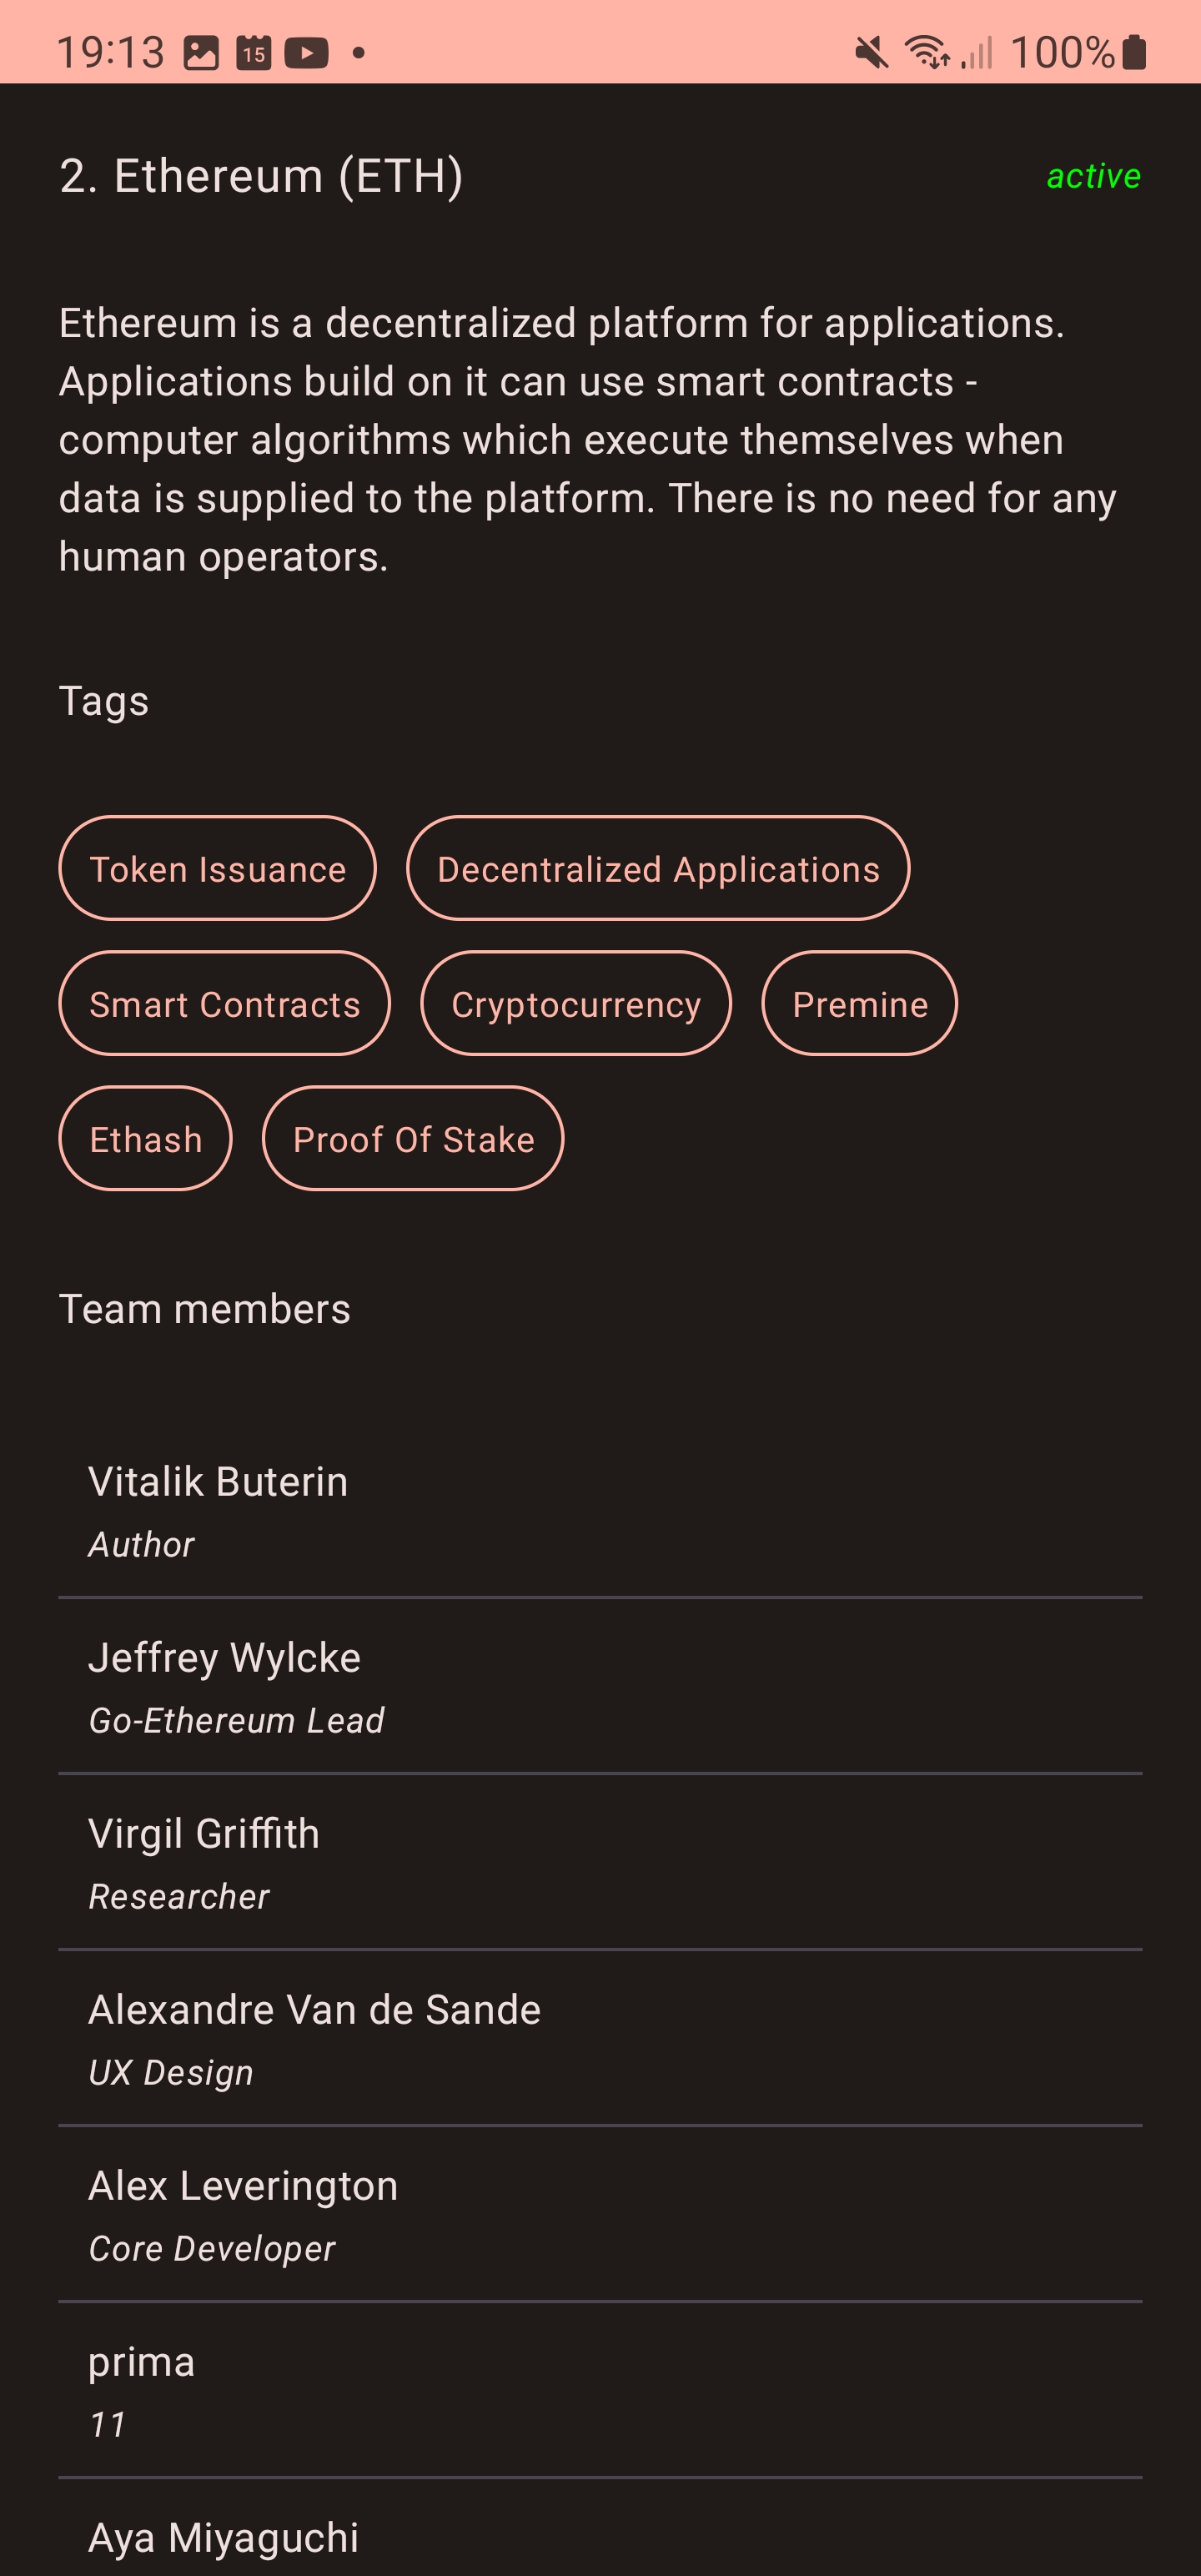 19:13 15 100%
2. Ethereum (ETH) active
Ethereum is a decentralized platform for applications.
Applications build on it can use smart contracts -
computer algorithms which execute themselves when
data is supplied to the platform. There is no need for any
human operators.
Tags
Token Issuance Decentralized Applications
Smart Contracts Cryptocurrency Premine
Ethash Proof Of Stake
Team members
Vitalik Buterin
Author
Jeffrey Wylcke
Go-Ethereum Lead
Virgil Griffith
Researcher
Alexandre Van de Sande
UX Design
Alex Leverington
Core Developer
prima
11
Aya Miyaguchi